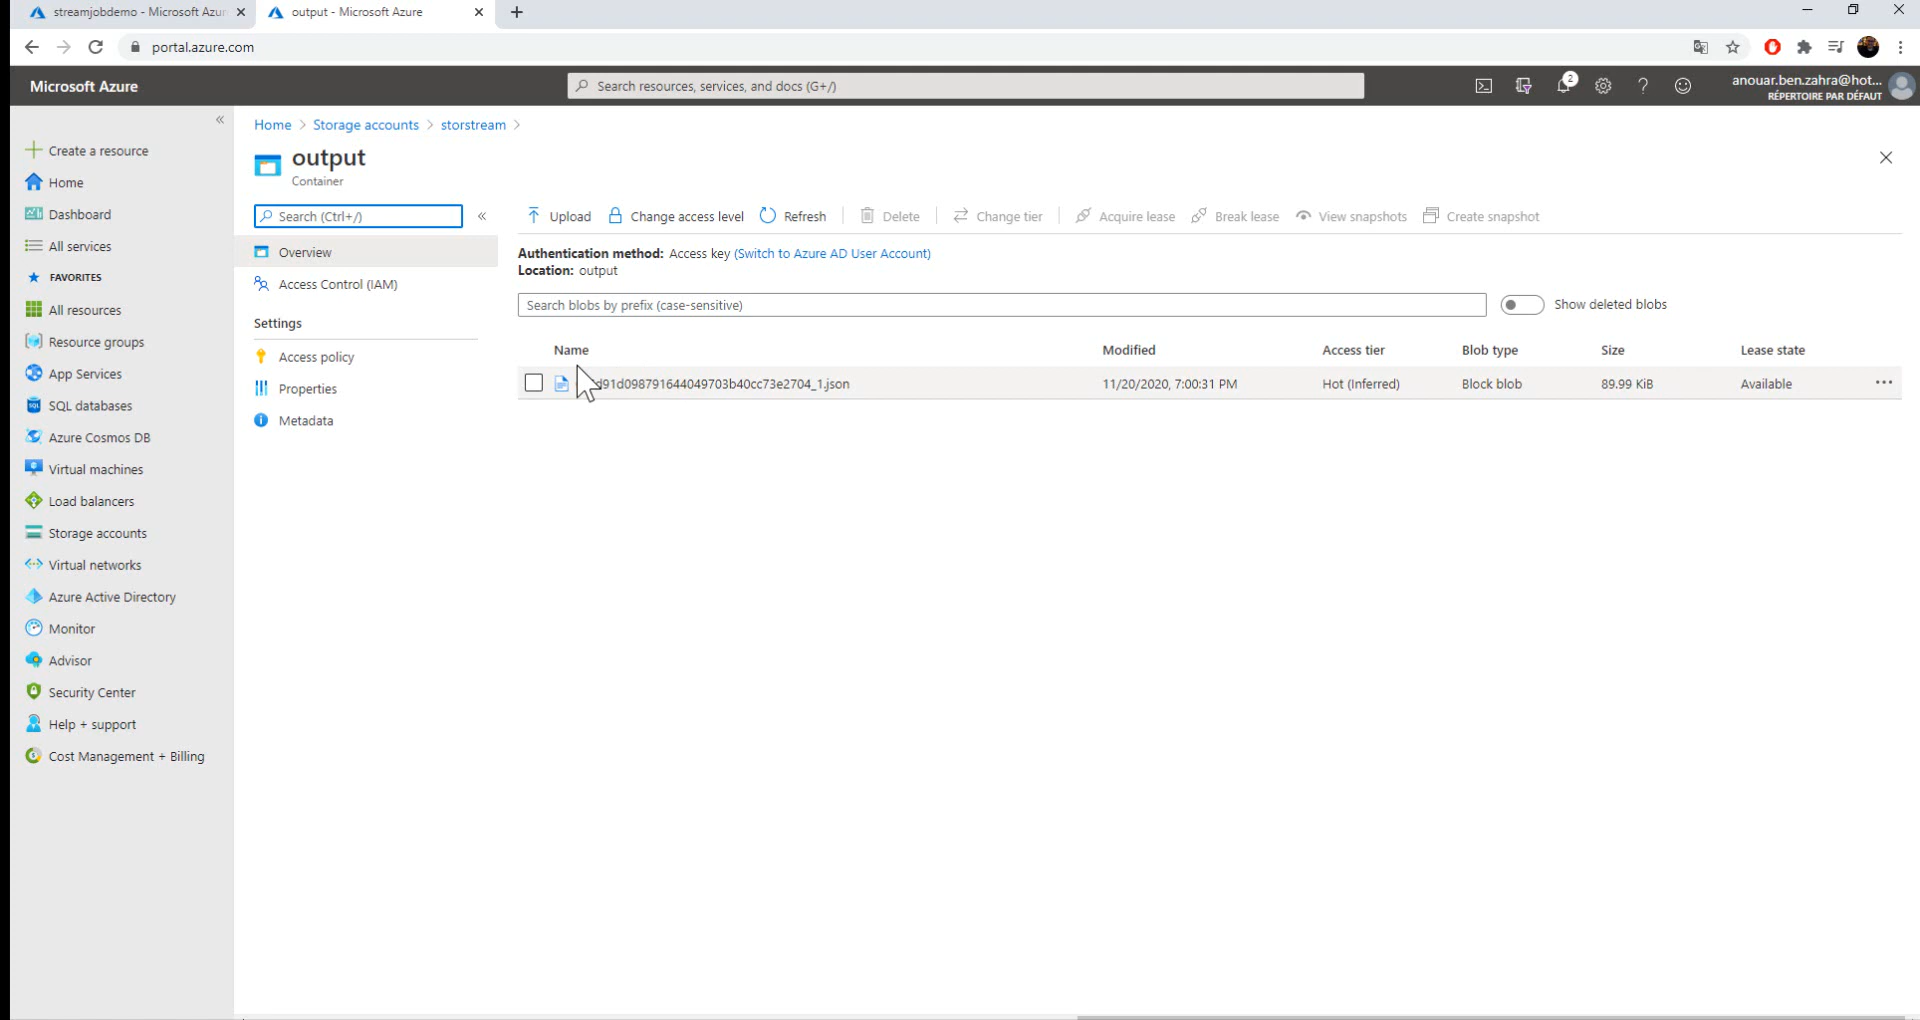 streamjobdemo - Microsoft Azur
output - Microsoft Azure
portal.azure.com
Microsoft Azure
Search resources, services, and docs (G+/)
2
anouar.ben.zahra@hot...
RÉPERTOIRE PAR DÉFAUT
Create a resource
Home
Dashboard
All services
FAVORITES
All resources
Resource groups
App Services
SQL databases
Azure Cosmos DB
Virtual machines
Load balancers
Storage accounts
Virtual networks
Azure Active Directory
Monitor
Advisor
Security Center
Help + support
Cost Management + Billing
Home > Storage accounts > storstream >
output
Container
Search (Ctrl+/)
Overview
Access Control (IAM)
Settings
Access policy
Properties
Metadata
Upload Change access level Refresh Delete Change tier Acquire lease Break lease View snapshots Create snapshot
Authentication method: Access key (Switch to Azure AD User Account)
Location: output
Search blobs by prefix (case-sensitive)
Show deleted blobs
Name Modified Access tier Blob type Size Lease state
11/20/2020, 7:00:31 PM Hot (Inferred) Block blob 89.99 KiB Available